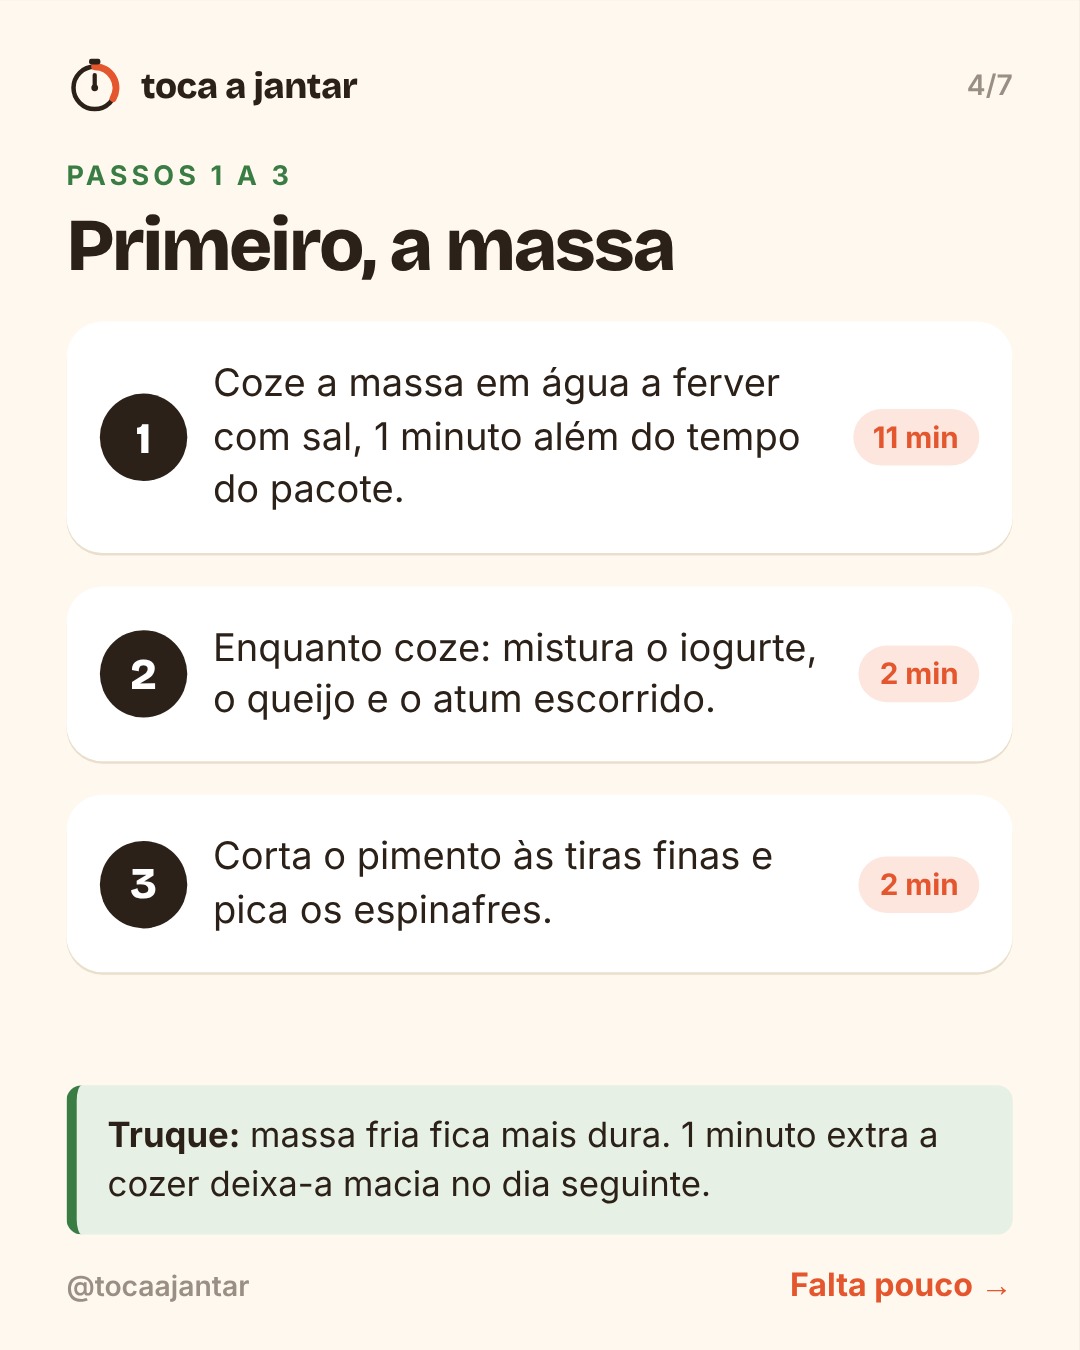 toca a jantar
4/7
PASSOS 1 A 3
Primeiro, a massa
1
Coze a massa em água a ferver
com sal, 1 minuto além do tempo
do pacote.
11 min
2
Enquanto coze: mistura o iogurte,
o queijo e o atum escorrido.
2 min
3
Corta o pimento às tiras finas e
pica os espinafres.
2 min
Truque: massa fria fica mais dura. 1 minuto extra a
cozer deixa-a macia no dia seguinte.
@tocaajantar
Falta pouco →